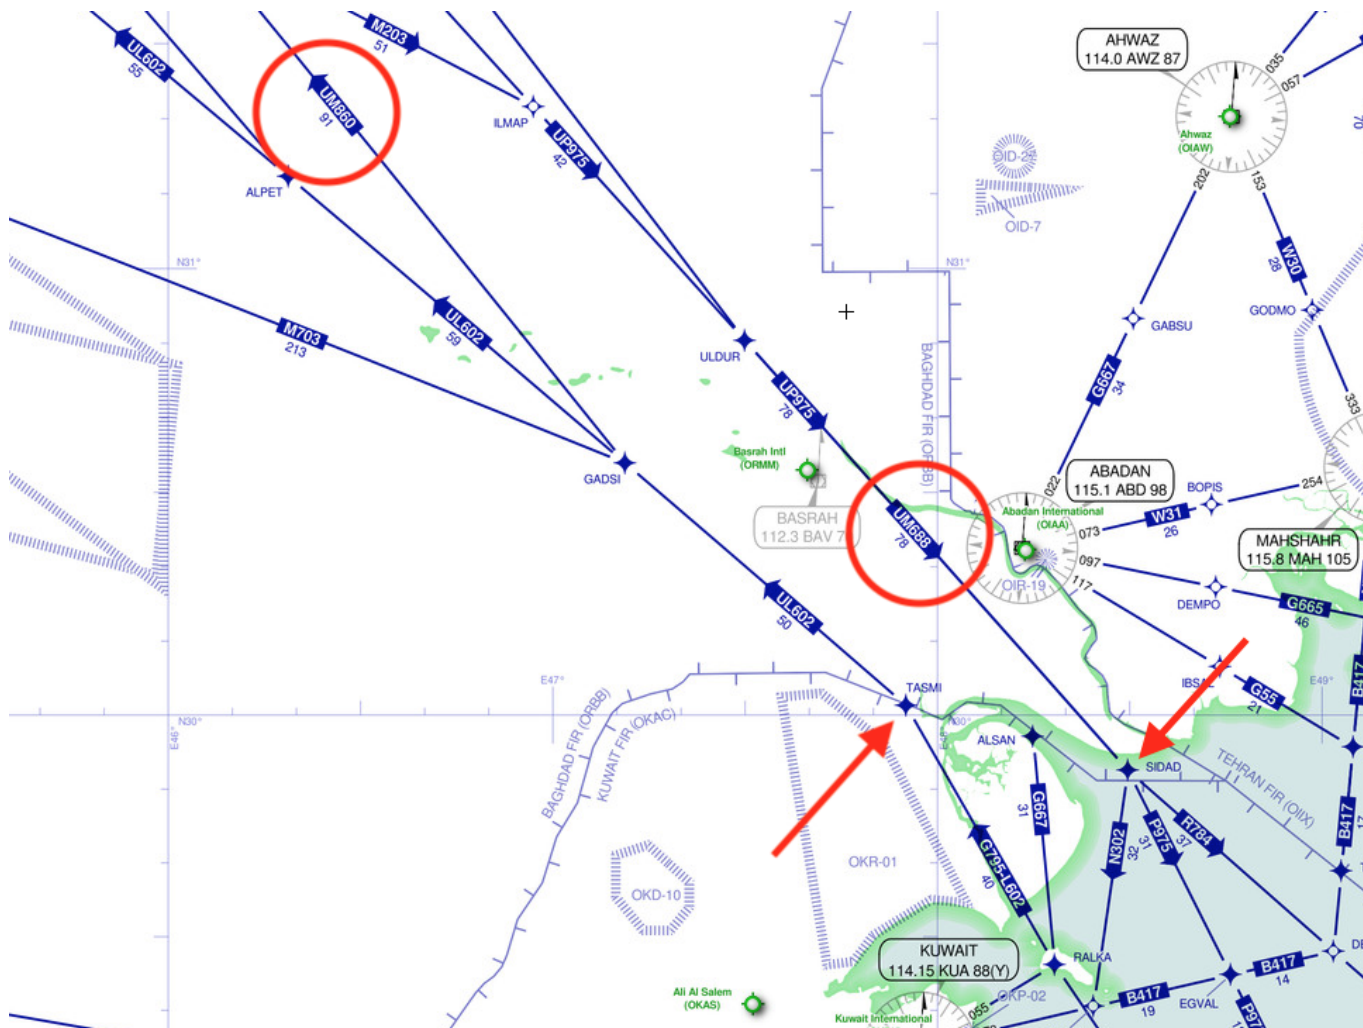 M203
51
UL602
55
UM860
91
ILMAP
UP975
42
ALPET
AHWAZ
114.0 AWZ 87
035
057
70
Ahwaz
(OIAW)
OID-7
202
153
N31°
N31°
W30
28
GODMO
GABSU
M703
213
UL602
59
ULDUR
BAGHDAD FIR (ORBB)
G667
34
UP975
78
333
Basrah Intl
(ORMM)
GADSI
ABADAN
115.1 ABD 98
022
BOPIS
254
BASRAH
112.3 BAV 7
UM688
78
Abadan International
(OIAA)
073
W31
26
MAHSHAHR
115.8 MAH 105
097
117
OIR-19
DEMPO
G665
46
UL602
50
IBSAL
G55
21
B417
TASMI
E47°
E49°
N30°
E46°
N30°
E48°
BAGHDAD FIR (ORBB)
KUWAIT FIR (OKAC)
ALSAN
SIDAD
TEHRAN FIR (OIIX)
G667
31
N302
32
P975
31
R784
37
B417
17
OKR-01
OKD-10
G795-L602
40
KUWAIT
114.15 KUA 88(Y)
RALKA
B417
14
B417
19
EGVAL
OKP-02
055
Ali Al Salem
(OKAS)
Kuwait International